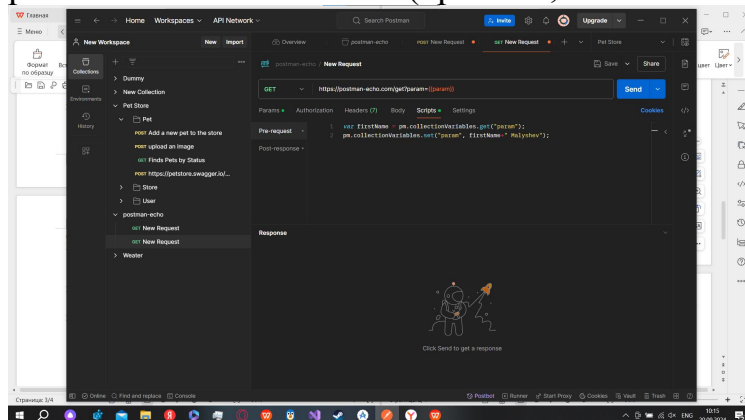 Главная
Меню
Формат
по образцу
Home Workspaces API Network
Search Postman
Invite
Upgrade
New Workspace
New Import
Overview
postman-echo
POST New Request
GET New Request
Pet Store
Collections
Environments
History
Dummy
New Collection
Pet Store
Pet
POST Add a new pet to the store
POST upload an Image
GET Finds Pets by Status
POST https://petstore.swagger.io/...
Store
User
postman-echo
GET New Request
GET New Request
Weater
postman-echo / New Request
Save
Share
GET
https://postman-echo.com/get?param={{param}}
Send
Params Authorization Headers (7) Body Scripts Settings
Cookies
Pre-request
Post-response
1 var firstName = pm.collectionVariables.get("param");
2 pm.collectionVariables.set("param", firstName+" Malyshev");
Response
Click Send to get a response
Online Find and replace Console
Postbot Runner Start Proxy Cookies Vault Trash
Цвет
Страница: 3/4
ENG
10:15